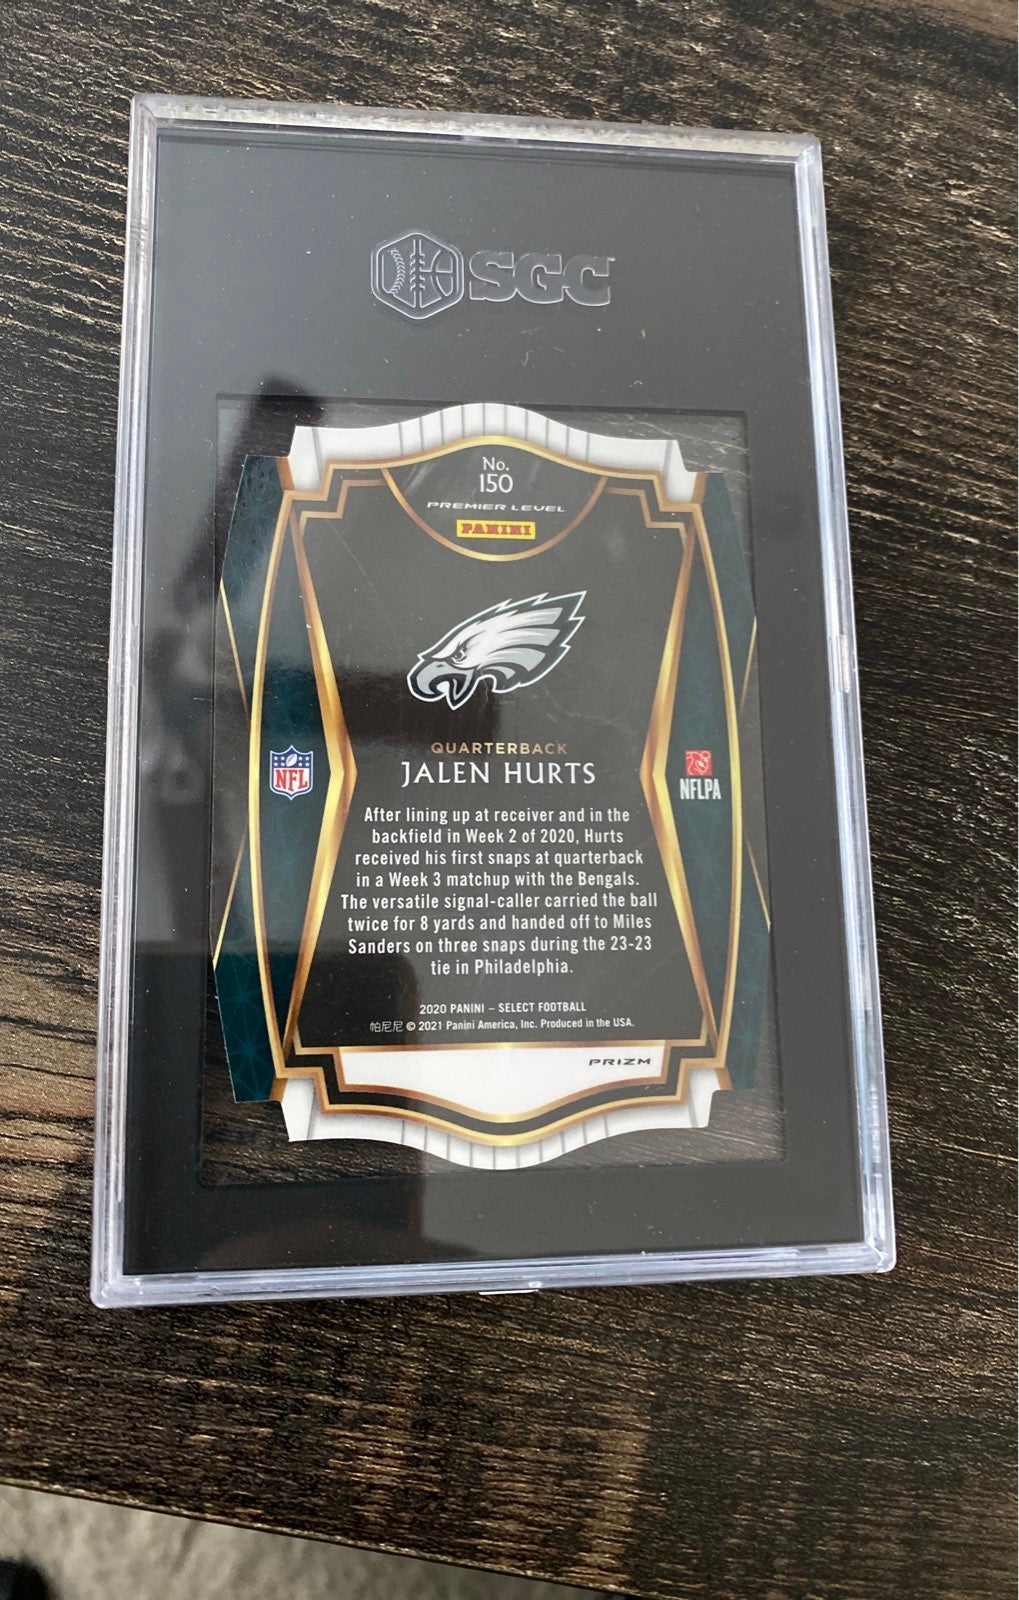 SGC
No.
150
PREMIER LEVEL
PANINI
QUARTERBACK
JALEN HURTS
NFL
NFLPA
After lining up at receiver and in the
backfield in Week 2 of 2020, Hurts
received his first snaps at quarterback
in a Week 3 matchup with the Bengals.
The versatile signal-caller carried the ball
twice for 8 yards and handed off to Miles
Sanders on three snaps during the 23-23
tie in Philadelphia.
2020 PANINI – SELECT FOOTBALL
帕尼尼 © 2021 Panini America, Inc. Produced in the USA.
PRIZM